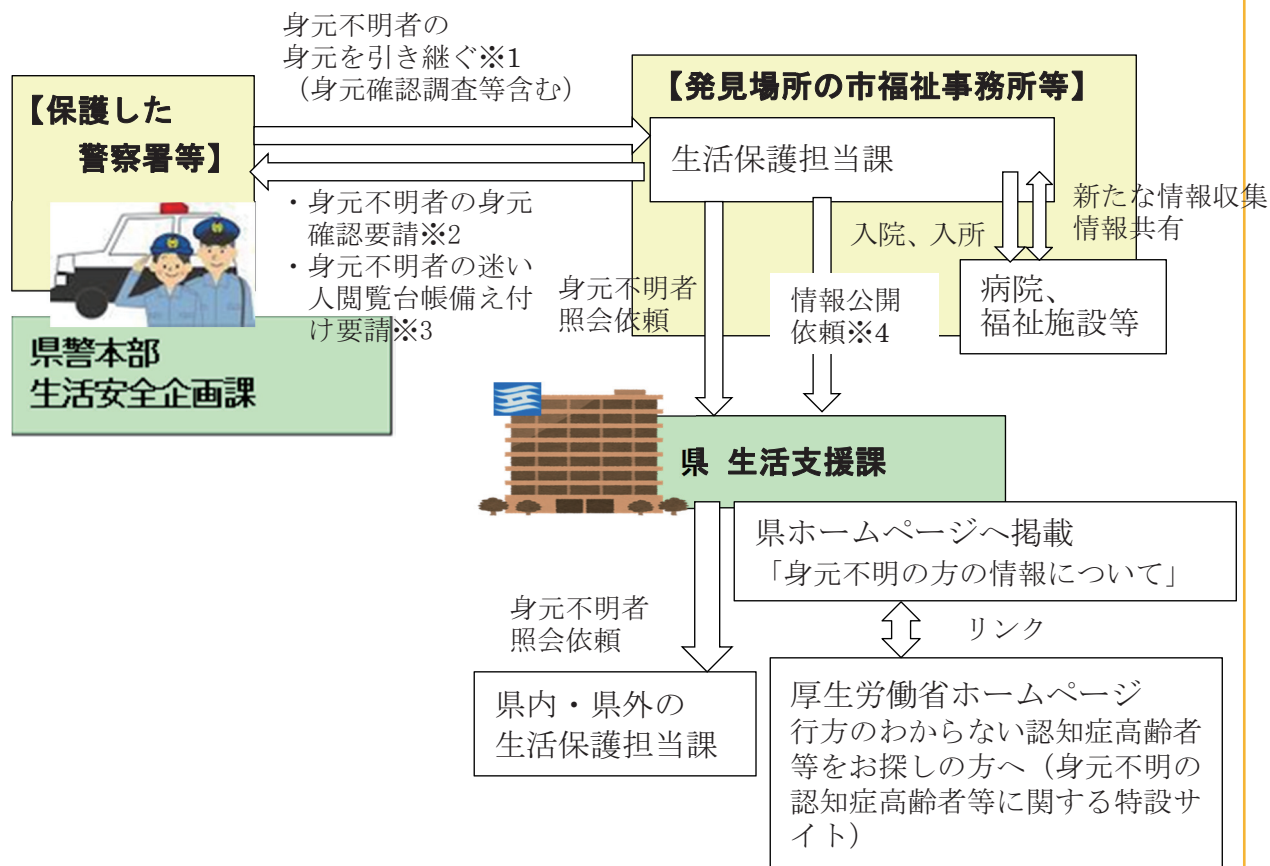 身元不明者の
身元を引き継ぐ※1
（身元確認調査等含む）
【保護した
警察署等】
県警本部
生活安全企画課
・身元不明者の身元
確認要請※2
・身元不明者の迷い
人閲覧台帳備え付
け要請※3
【発見場所の市福祉事務所等】
生活保護担当課
入院、入所
新たな情報収集
情報共有
病院、
福祉施設等
身元不明者
照会依頼
情報公開
依頼※4
県 生活支援課
県ホームページへ掲載
「身元不明の方の情報について」
身元不明者
照会依頼
リンク
県内・県外の
生活保護担当課
厚生労働省ホームページ
行方のわからない認知症高齢者
等をお探しの方へ（身元不明の
認知症高齢者等に関する特設サ
イト）